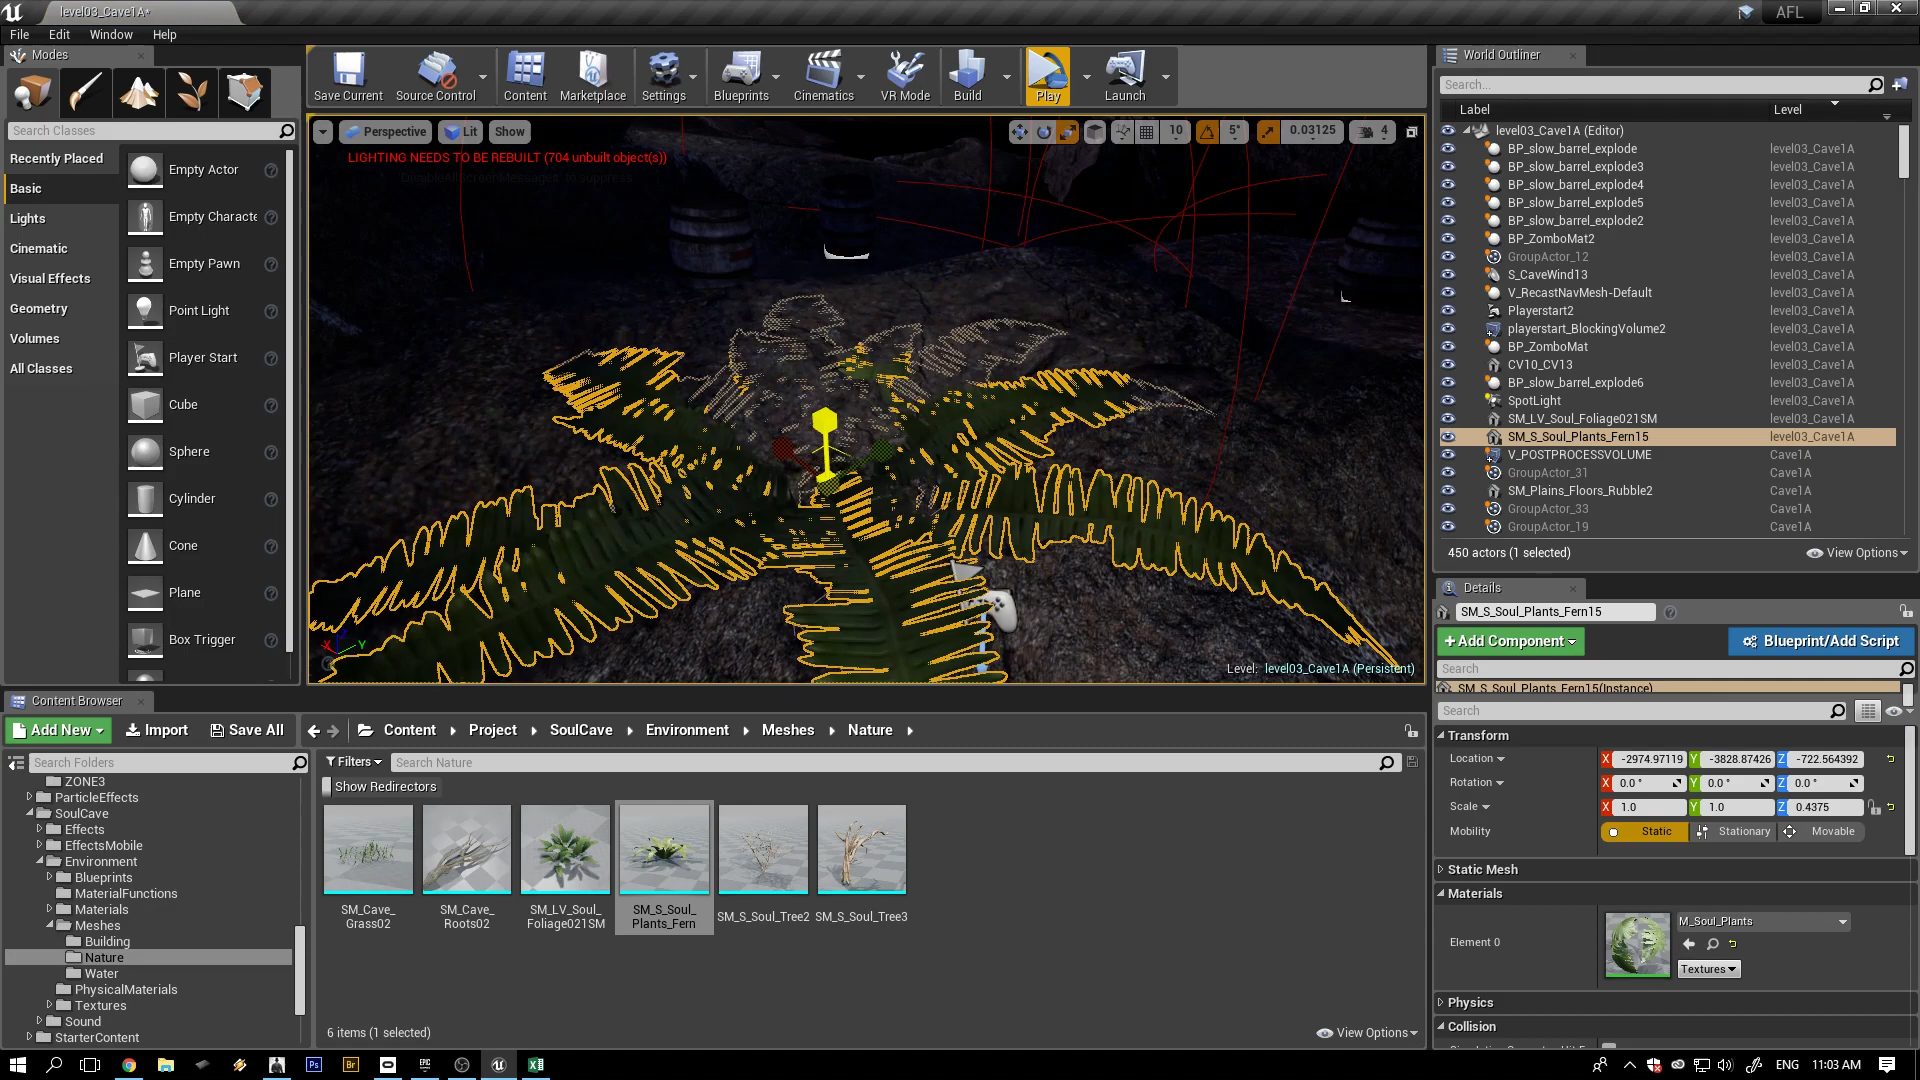 level03_Cave1A*
AFL
File Edit Window Help
Modes
Search Classes
Recently Placed
Basic
Lights
Cinematic
Visual Effects
Geometry
Volumes
All Classes
Empty Actor
Empty Characte
Empty Pawn
Point Light
Player Start
Cube
Sphere
Cylinder
Cone
Plane
Box Trigger
Save Current
Source Control
Content
Marketplace
Settings
Blueprints
Cinematics
VR Mode
Build
Play
Launch
Perspective
Lit
Show
10
5°
0.03125
4
LIGHTING NEEDS TO BE REBUILT (704 unbuilt object(s))
'DisableAllScreenMessages' to suppress
X Z Y
Level: level03_Cave1A (Persistent)
World Outliner
Search...
Label Level
level03_Cave1A (Editor)
BP_slow_barrel_explode level03_Cave1A
BP_slow_barrel_explode3 level03_Cave1A
BP_slow_barrel_explode4 level03_Cave1A
BP_slow_barrel_explode5 level03_Cave1A
BP_slow_barrel_explode2 level03_Cave1A
BP_ZomboMat2 level03_Cave1A
GroupActor_12 level03_Cave1A
S_CaveWind13 level03_Cave1A
V_RecastNavMesh-Default level03_Cave1A
Playerstart2 level03_Cave1A
playerstart_BlockingVolume2 level03_Cave1A
BP_ZomboMat level03_Cave1A
CV10_CV13 level03_Cave1A
BP_slow_barrel_explode6 level03_Cave1A
SpotLight level03_Cave1A
SM_LV_Soul_Foliage021SM level03_Cave1A
SM_S_Soul_Plants_Fern15 level03_Cave1A
V_POSTPROCESSVOLUME Cave1A
GroupActor_31 Cave1A
SM_Plains_Floors_Rubble2 Cave1A
GroupActor_33 Cave1A
GroupActor_19 Cave1A
450 actors (1 selected) View Options
Details
SM_S_Soul_Plants_Fern15
+Add Component Blueprint/Add Script
Search
SM_S_Soul_Plants_Fern15(Instance)
Search
Transform
Location X -2974.97119 Y -3828.87426 Z -722.564392
Rotation X 0.0° Y 0.0° Z 0.0°
Scale X 1.0 Y 1.0 Z 0.4375
Mobility Static Stationary Movable
Static Mesh
Materials
Element 0
M_Soul_Plants
Textures
Physics
Collision
Content Browser
Add New Import Save All
Content Project SoulCave Environment Meshes Nature
Search Folders
Filters Search Nature
Show Redirectors
ZONE3
ParticleEffects
SoulCave
Effects
EffectsMobile
Environment
Blueprints
MaterialFunctions
Materials
Meshes
Building
Nature
Water
PhysicalMaterials
Textures
Sound
StarterContent
SM_Cave_
Grass02
SM_Cave_
Roots02
SM_LV_Soul_
Foliage021SM
SM_S_Soul_
Plants_Fern
SM_S_Soul_Tree2
SM_S_Soul_Tree3
6 items (1 selected)
View Options
Ps
Br
EPIC
ENG
11:03 AM